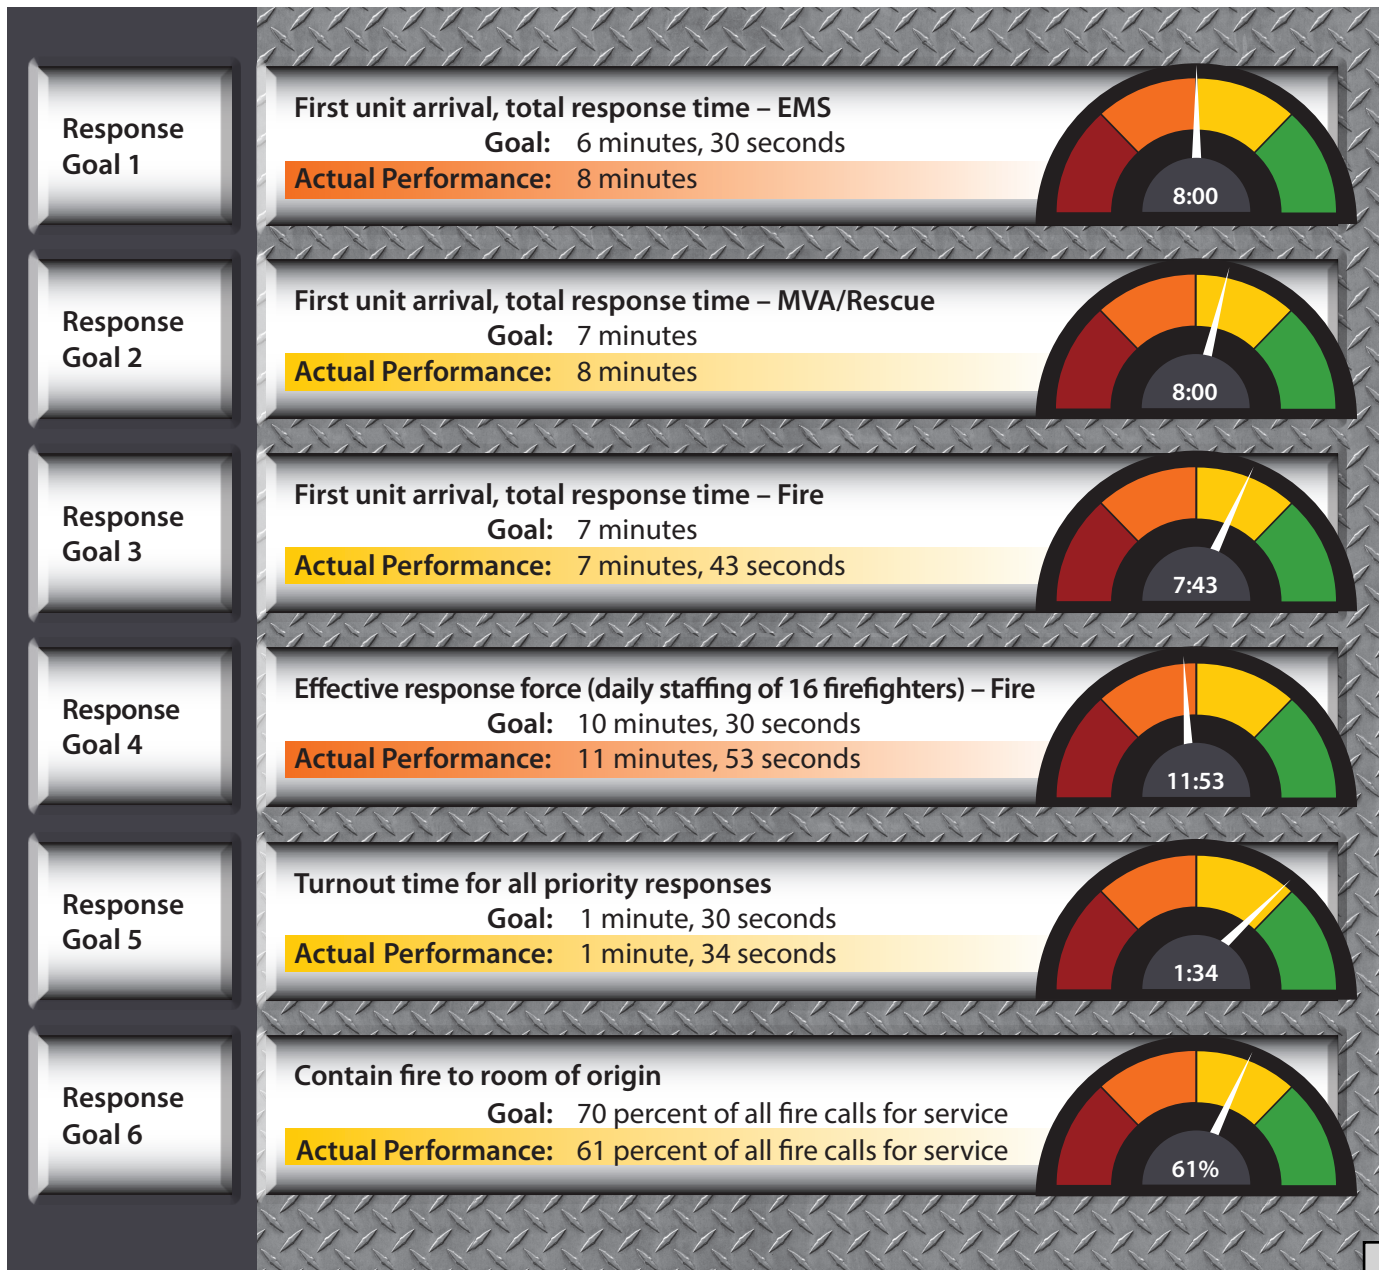 Response
Goal 1
First unit arrival, total response time – EMS
Goal: 6 minutes, 30 seconds
Actual Performance: 8 minutes
8:00
Response
Goal 2
First unit arrival, total response time – MVA/Rescue
Goal: 7 minutes
Actual Performance: 8 minutes
8:00
Response
Goal 3
First unit arrival, total response time – Fire
Goal: 7 minutes
Actual Performance: 7 minutes, 43 seconds
7:43
Response
Goal 4
Effective response force (daily staffing of 16 firefighters) – Fire
Goal: 10 minutes, 30 seconds
Actual Performance: 11 minutes, 53 seconds
11:53
Response
Goal 5
Turnout time for all priority responses
Goal: 1 minute, 30 seconds
Actual Performance: 1 minute, 34 seconds
1:34
Response
Goal 6
Contain fire to room of origin
Goal: 70 percent of all fire calls for service
Actual Performance: 61 percent of all fire calls for service
61%